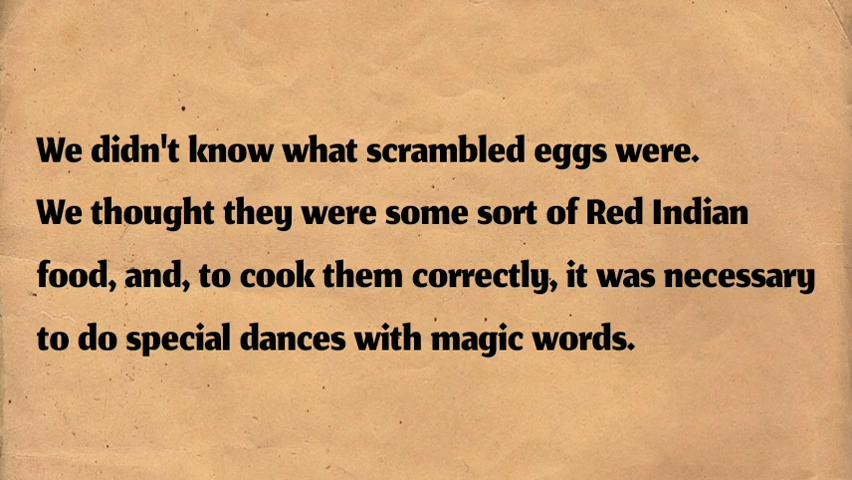 We didn't know what scrambled eggs were.
We thought they were some sort of Red Indian
food, and, to cook them correctly, it was necessary
to do special dances with magic words.